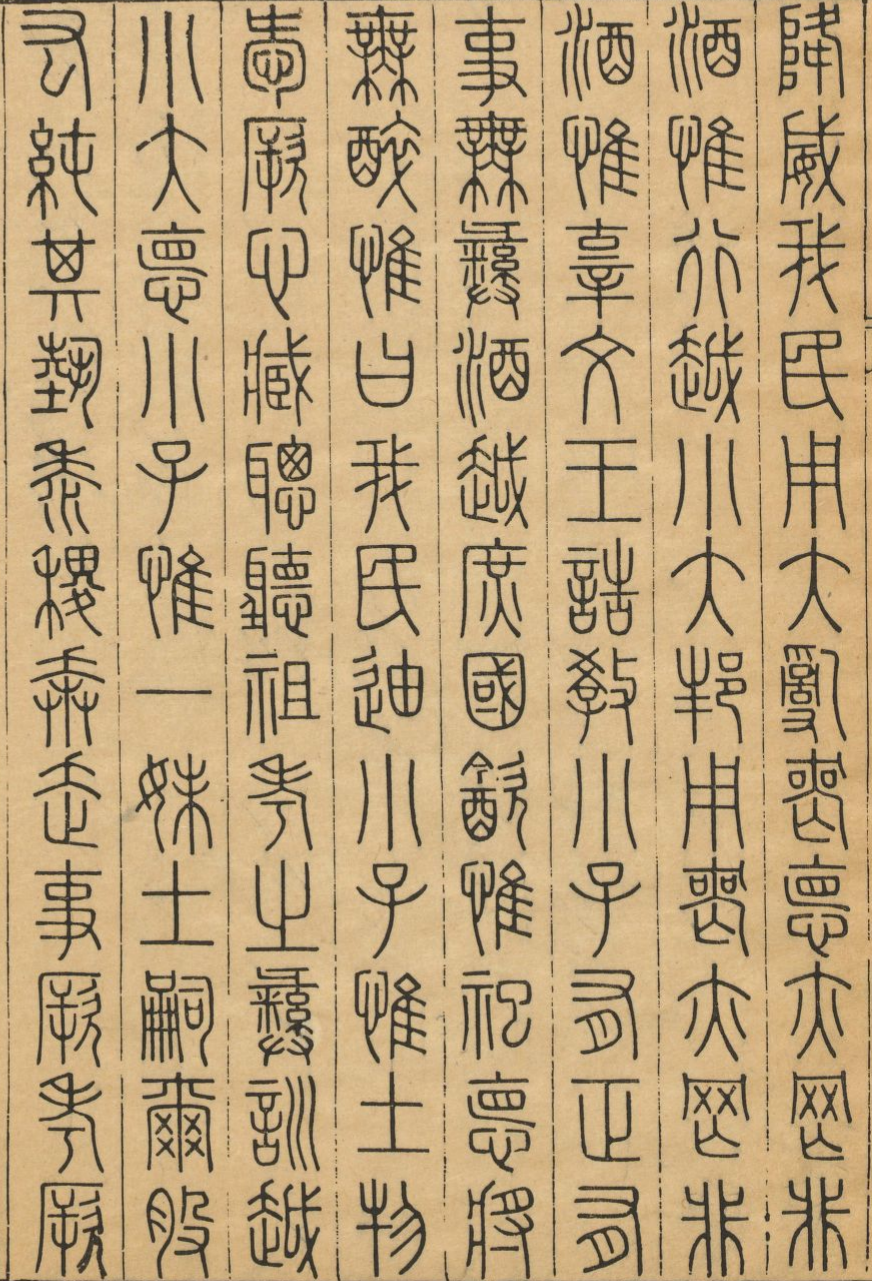 降威我民用大亂喪德亦罔非
酒惟行越小大邦用喪亦罔非
酒惟辜文王誥教小子有正有
事無彝酒越庶國飲惟祀德將
無醉惟曰我民迪小子惟土物
愛厥心臧聰聽祖考之彝訓越
小大德小子惟一妹土嗣爾股
肱純其藝黍稷奔走事厥考厥